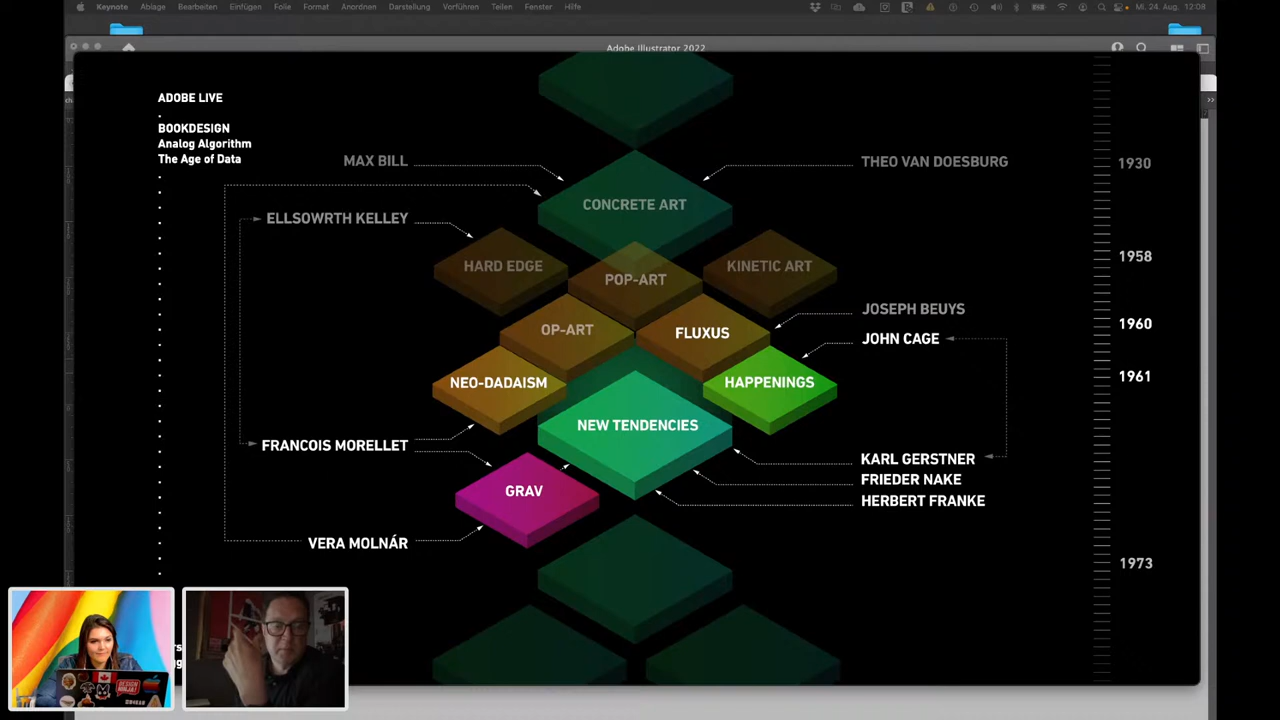 Keynote Ablage Bearbeiten Einfügen Folie Format Anordnen Darstellung Vorführen Teilen Fenster Hilfe Mi. 24. Aug. 12:08
Adobe Illustrator 2022
ADOBE LIVE
BOOKDESIGN
Analog Algorithm
The Age of Data
MAX BILL
THEO VAN DOESBURG
1930
CONCRETE ART
ELLSOWRTH KELLEY
1958
HARD EDGE
POP-ART
KINETIC ART
JOSEPH BEUYS
1960
OP-ART
FLUXUS
JOHN CAGE
1961
NEO-DADAISM
HAPPENINGS
NEW TENDENCIES
FRANCOIS MORELLET
KARL GERSTNER
FRIEDER NAKE
GRAV
HERBERT FRANKE
VERA MOLNÁR
1973
DESIGN
NINJA!